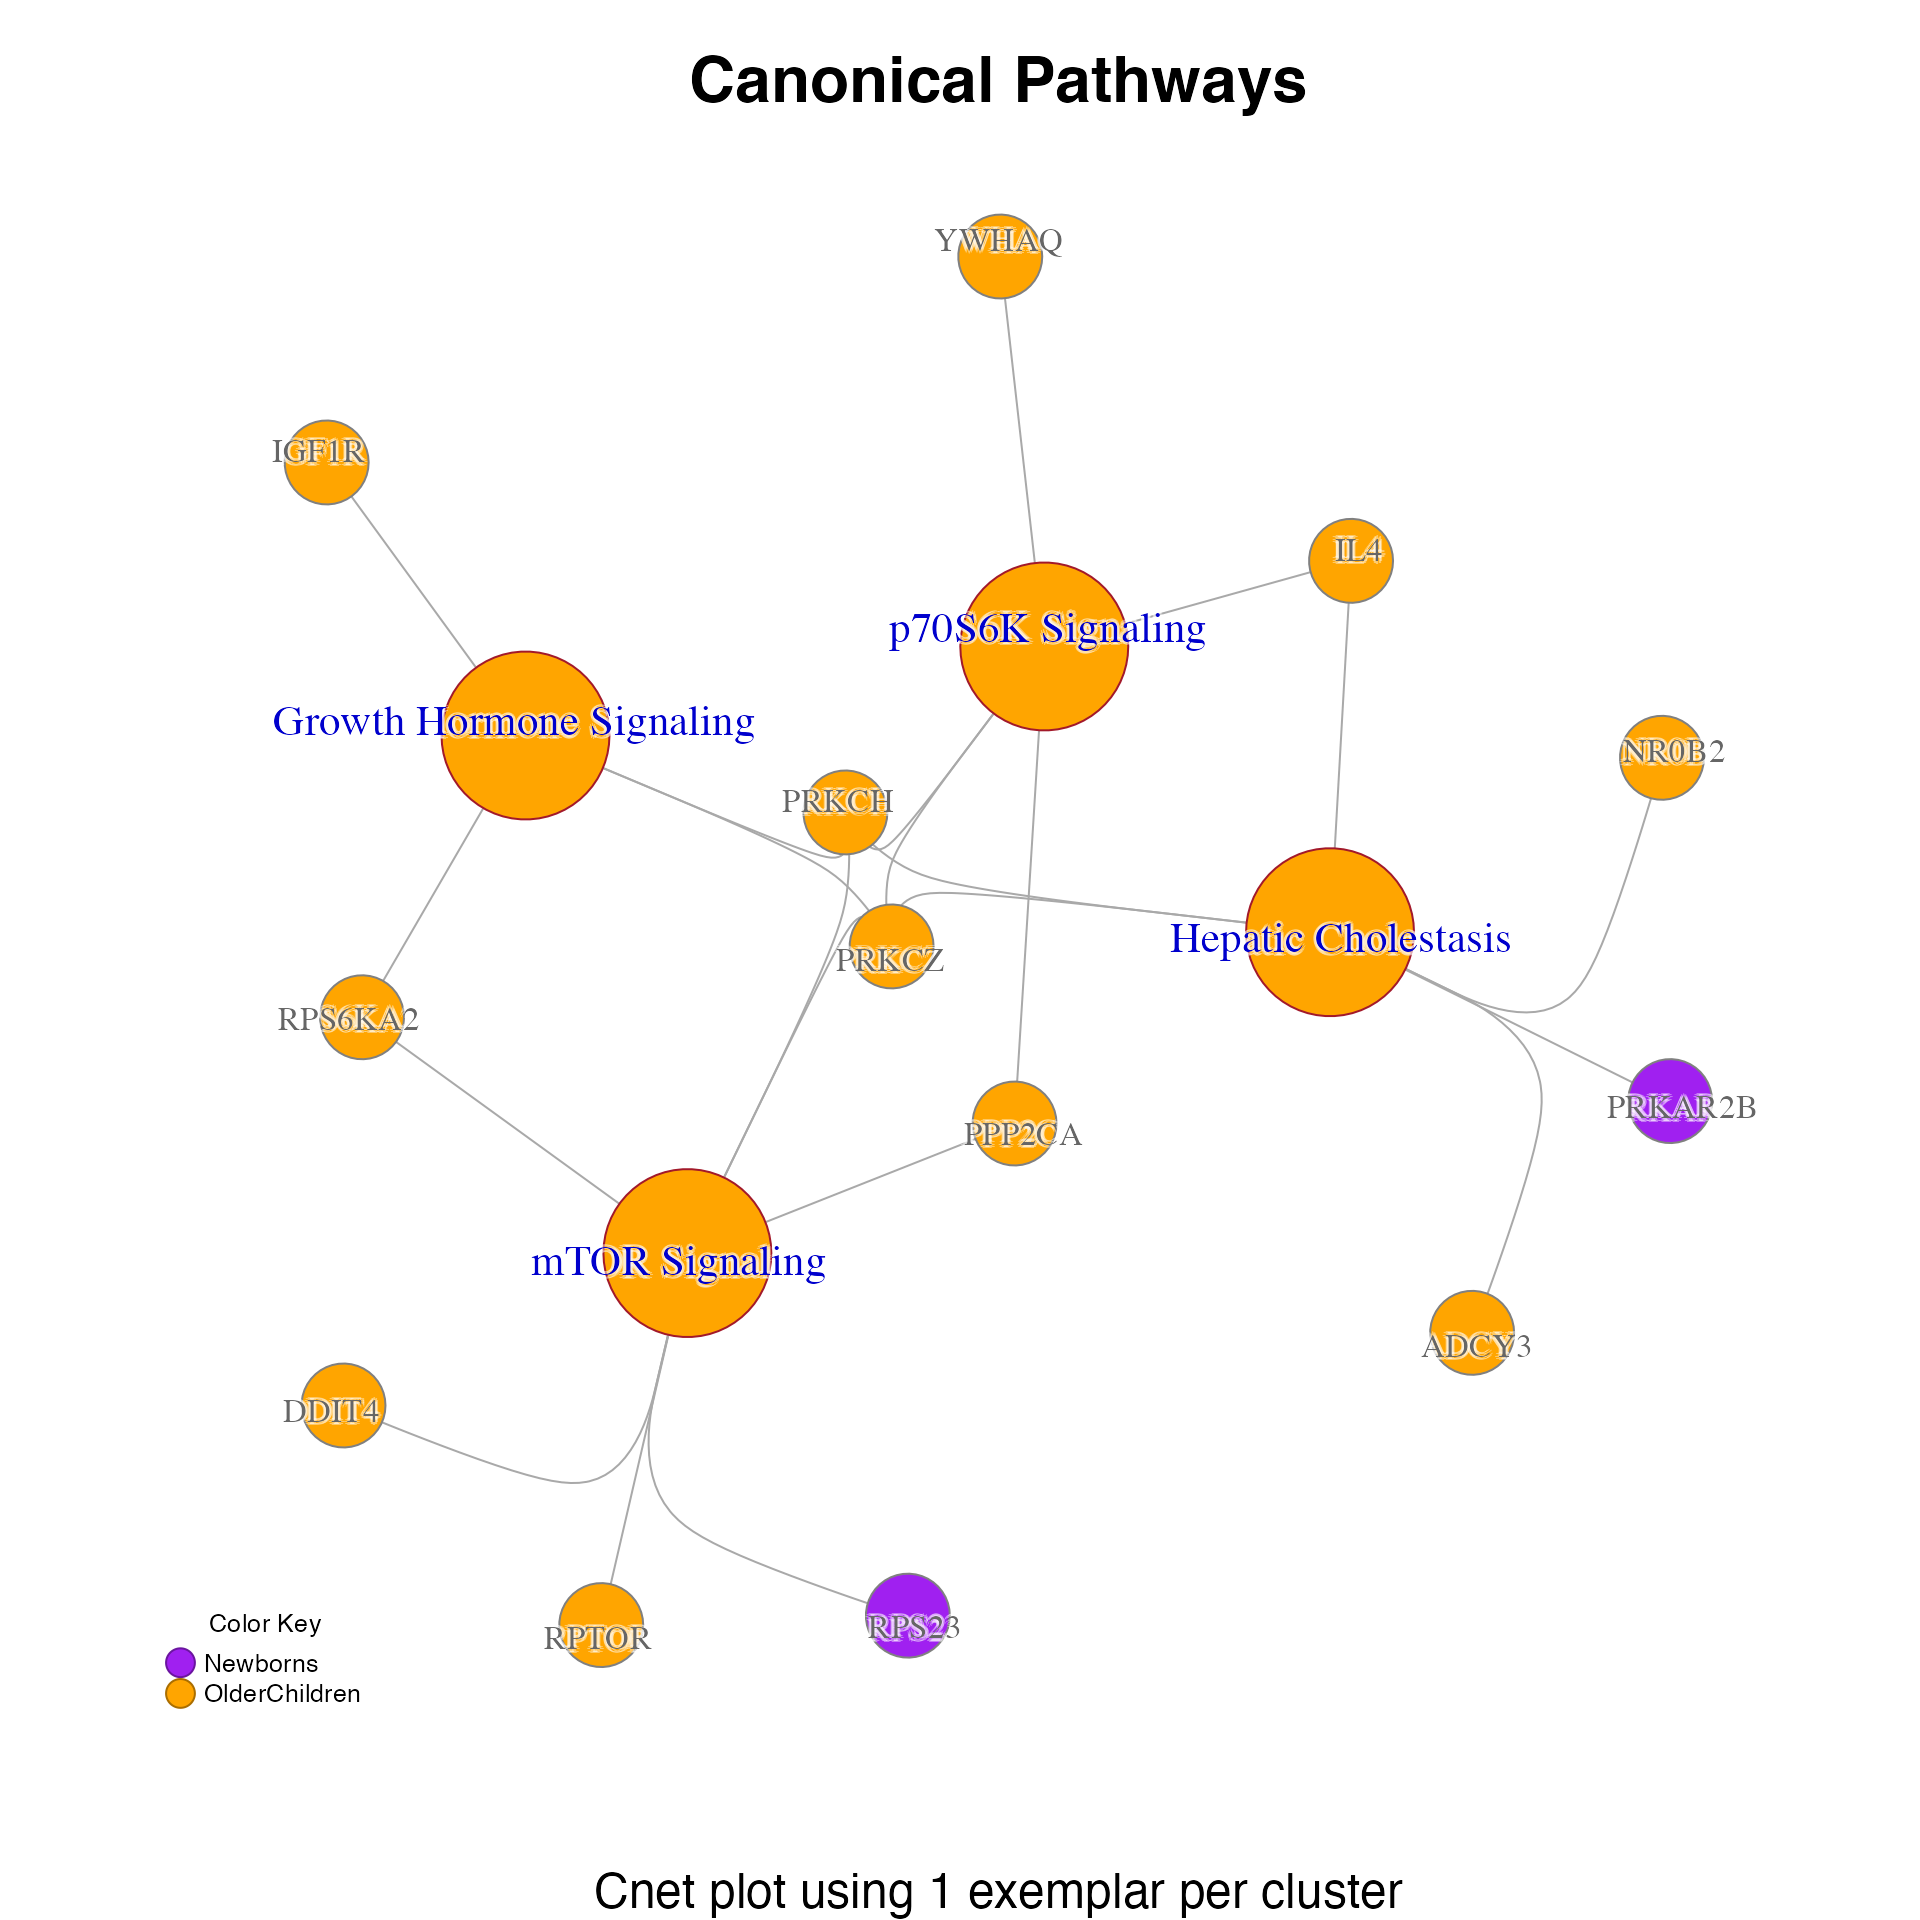 Canonical Pathways
YWHAQ
IGF1R
IL4
p70S6K Signaling
Growth Hormone Signaling
NR0B2
PRKCH
Hepatic Cholestasis
PRKCZ
RPS6KA2
PRKAR2B
PPP2CA
mTOR Signaling
ADCY3
DDIT4
RPS23
RPTOR
Color Key
Newborns
OlderChildren
Cnet plot using 1 exemplar per cluster